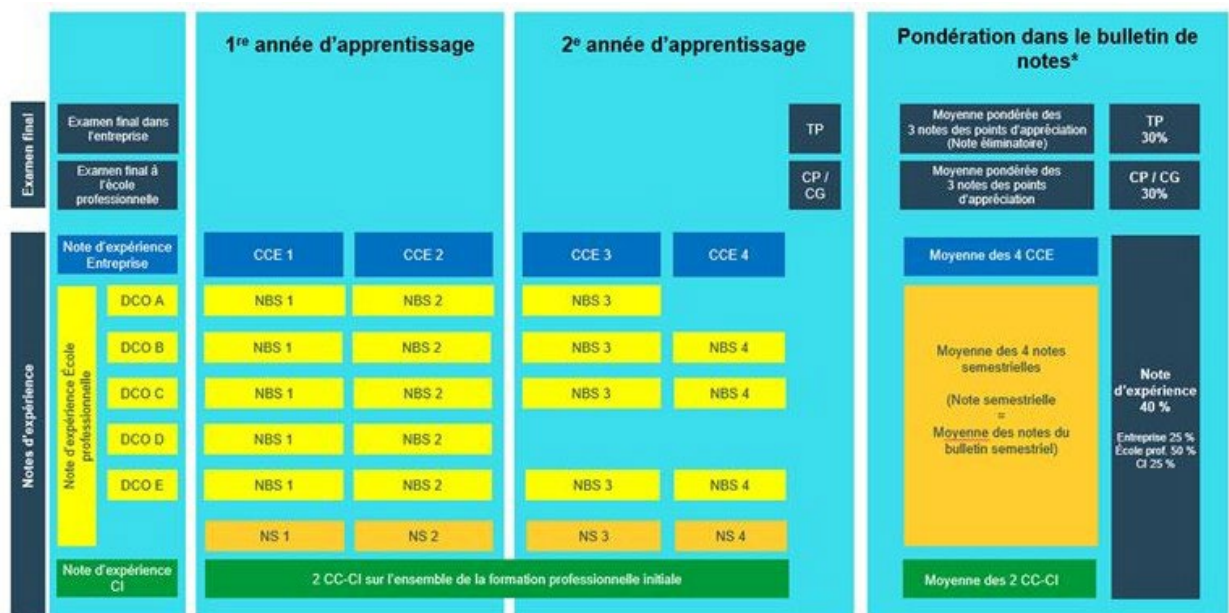 1re année d'apprentissage
2e année d'apprentissage
Pondération dans le bulletin de
notes*
Examen final
Examen final dans
l'entreprise
TP
Moyenne pondérée des
3 notes des points d'appréciation
(Note éliminatoire)
TP
30%
Examen final à
l'école
professionnelle
CP /
CG
Moyenne pondérée des
3 notes des points
d'appréciation
CP / CG
30%
Notes d'expérience
Note d'expérience
Entreprise
CCE 1
CCE 2
CCE 3
CCE 4
Moyenne des 4 CCE
Note d'expérience École
professionnelle
DCO A
NBS 1
NBS 2
NBS 3
DCO B
NBS 1
NBS 2
NBS 3
NBS 4
DCO C
NBS 1
NBS 2
NBS 3
NBS 4
DCO D
NBS 1
NBS 2
DCO E
NBS 1
NBS 2
NBS 3
NBS 4
NS 1
NS 2
NS 3
NS 4
Moyenne des 4 notes
semestrielles
(Note semestrielle
=
Moyenne des notes du
bulletin semestriel)
Note
d'expérience
40 %
Entreprise 25 %
École prof. 50 %
CI 25 %
Note d'expérience
CI
2 CC-CI sur l'ensemble de la formation professionnelle initiale
Moyenne des 2 CC-CI